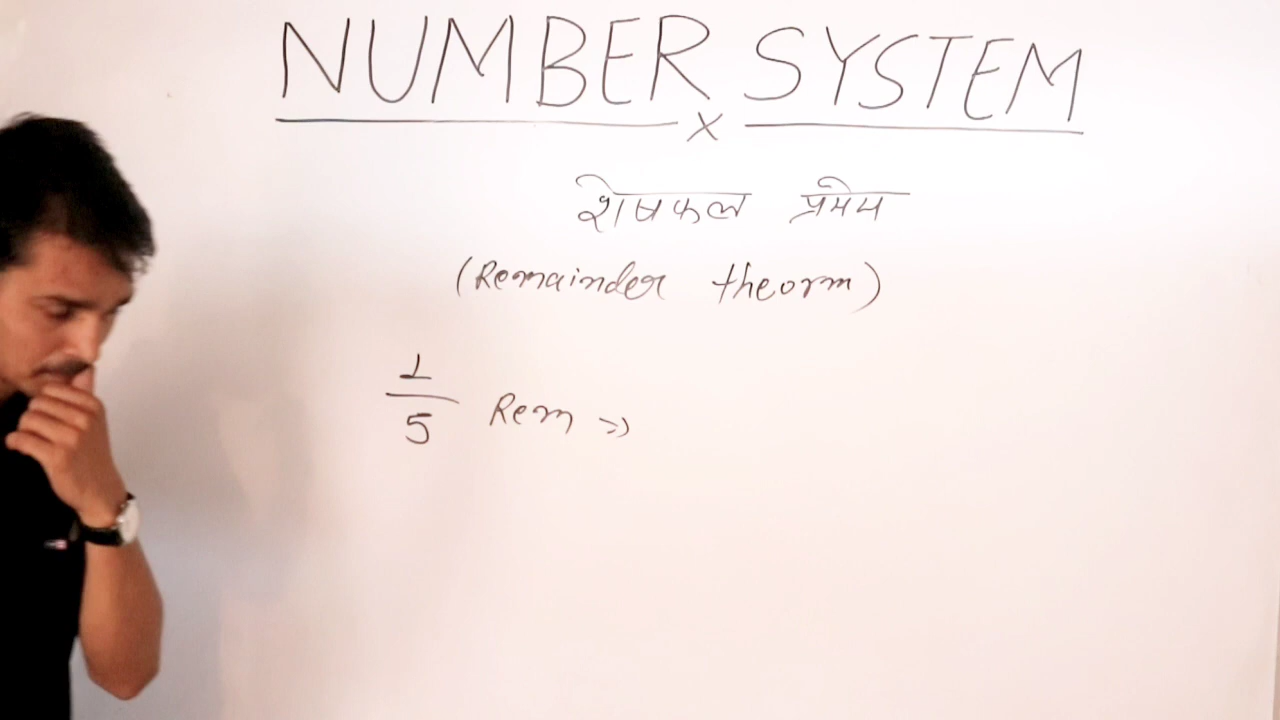 NUMBER SYSTEM
x
शेषफल प्रमेय
(Remainder theorm)
1
5 Rem =>